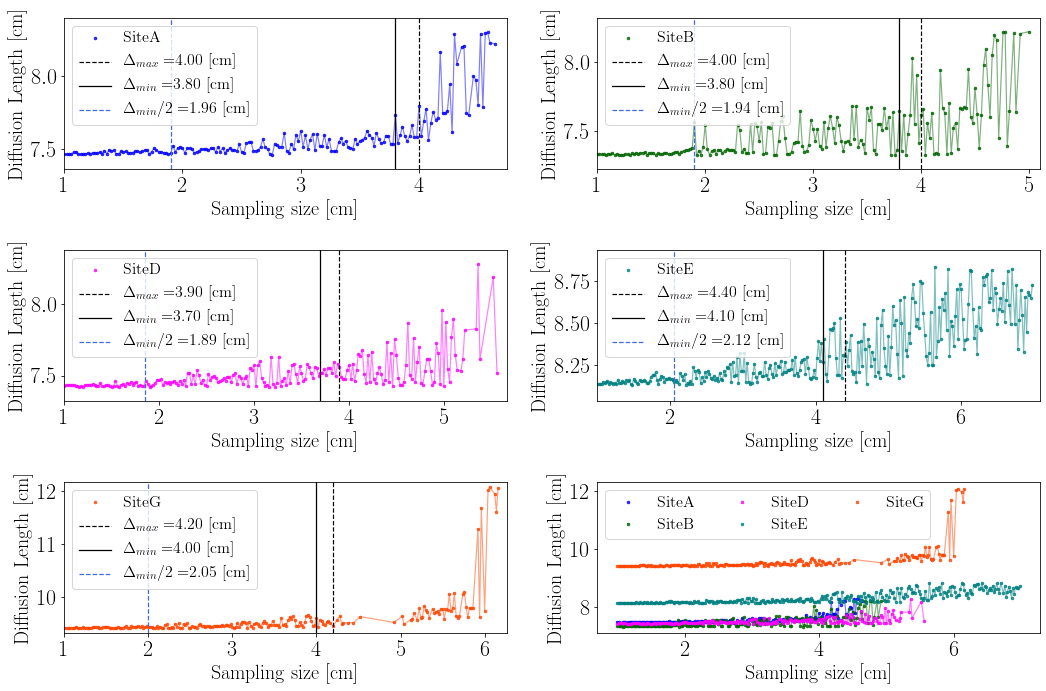 Diffusion Length [cm]
8.0
7.5
SiteA
Δmax =4.00 [cm]
Δmin =3.80 [cm]
Δmin/2 =1.96 [cm]
1 2 3 4
Sampling size [cm]
Diffusion Length [cm]
8.0
7.5
SiteB
Δmax =4.00 [cm]
Δmin =3.80 [cm]
Δmin/2 =1.94 [cm]
1 2 3 4 5
Sampling size [cm]
Diffusion Length [cm]
8.0
7.5
SiteD
Δmax =3.90 [cm]
Δmin =3.70 [cm]
Δmin/2 =1.89 [cm]
1 2 3 4 5
Sampling size [cm]
Diffusion Length [cm]
8.75
8.50
8.25
SiteE
Δmax =4.40 [cm]
Δmin =4.10 [cm]
Δmin/2 =2.12 [cm]
2 4 6
Sampling size [cm]
Diffusion Length [cm]
12
11
10
SiteG
Δmax =4.20 [cm]
Δmin =4.00 [cm]
Δmin/2 =2.05 [cm]
1 2 3 4 5 6
Sampling size [cm]
Diffusion Length [cm]
12
10
8
SiteA SiteD SiteG
SiteB SiteE
2 4 6
Sampling size [cm]